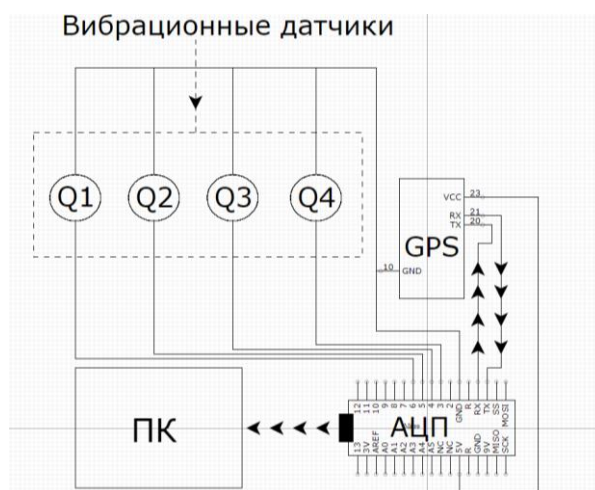 Вибрационные датчики
Q1 Q2 Q3 Q4
VCC 23
RX 21
TX 20
GPS
10 GND
12 11 10 9 8 7 6 5 4 3 2 GND R RX TX SS MOSI
ПК
АЦП
13 3V AREF A0 A1 A2 A3 A4 A5 NC NC 5V R GND 9V MISO SCK